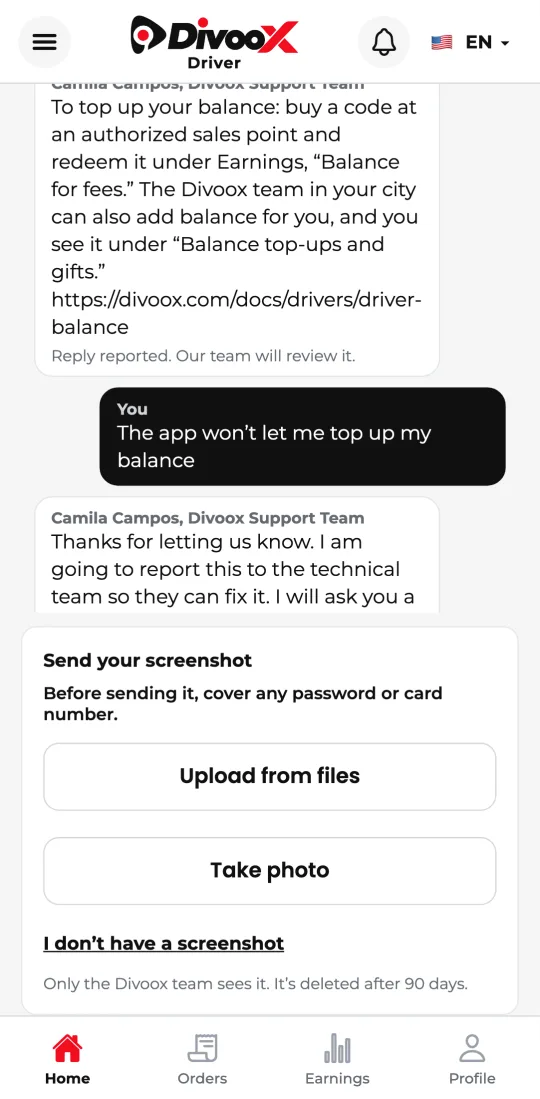 DivooX
Driver
EN
Camila Campos, Divoox Support Team
To top up your balance: buy a code at
an authorized sales point and
redeem it under Earnings, “Balance
for fees.” The Divoox team in your city
can also add balance for you, and you
see it under “Balance top-ups and
gifts.”
https://divoox.com/docs/drivers/driver-
balance
Reply reported. Our team will review it.
You
The app won’t let me top up my
balance
Camila Campos, Divoox Support Team
Thanks for letting us know. I am
going to report this to the technical
team so they can fix it. I will ask you a
Send your screenshot
Before sending it, cover any password or card
number.
Upload from files
Take photo
I don’t have a screenshot
Only the Divoox team sees it. It’s deleted after 90 days.
Home
Orders
Earnings
Profile